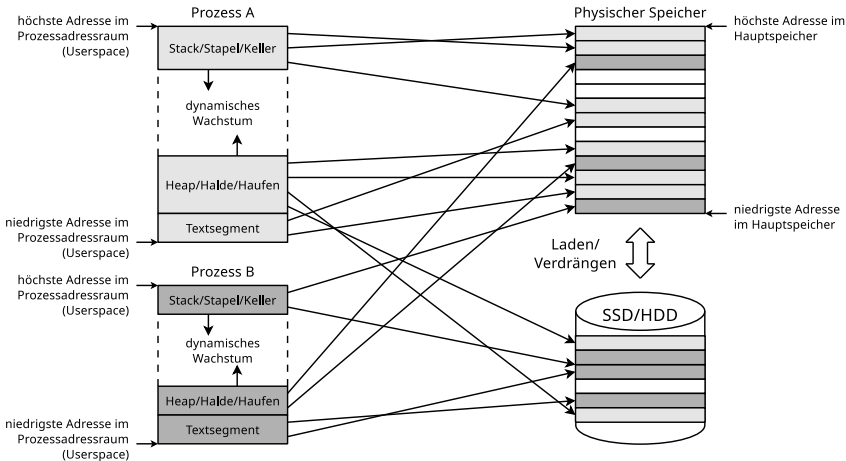 Prozess A
Physischer Speicher
höchste Adresse im
Prozessadressraum
(Userspace)
Stack/Stapel/Keller
höchste Adresse im
Hauptspeicher
dynamisches
Wachstum
Heap/Halde/Haufen
niedrigste Adresse im
Prozessadressraum
(Userspace)
Textsegment
niedrigste Adresse
im Hauptspeicher
Laden/
Verdrängen
Prozess B
höchste Adresse im
Prozessadressraum
(Userspace)
Stack/Stapel/Keller
SSD/HDD
dynamisches
Wachstum
Heap/Halde/Haufen
niedrigste Adresse im
Prozessadressraum
(Userspace)
Textsegment